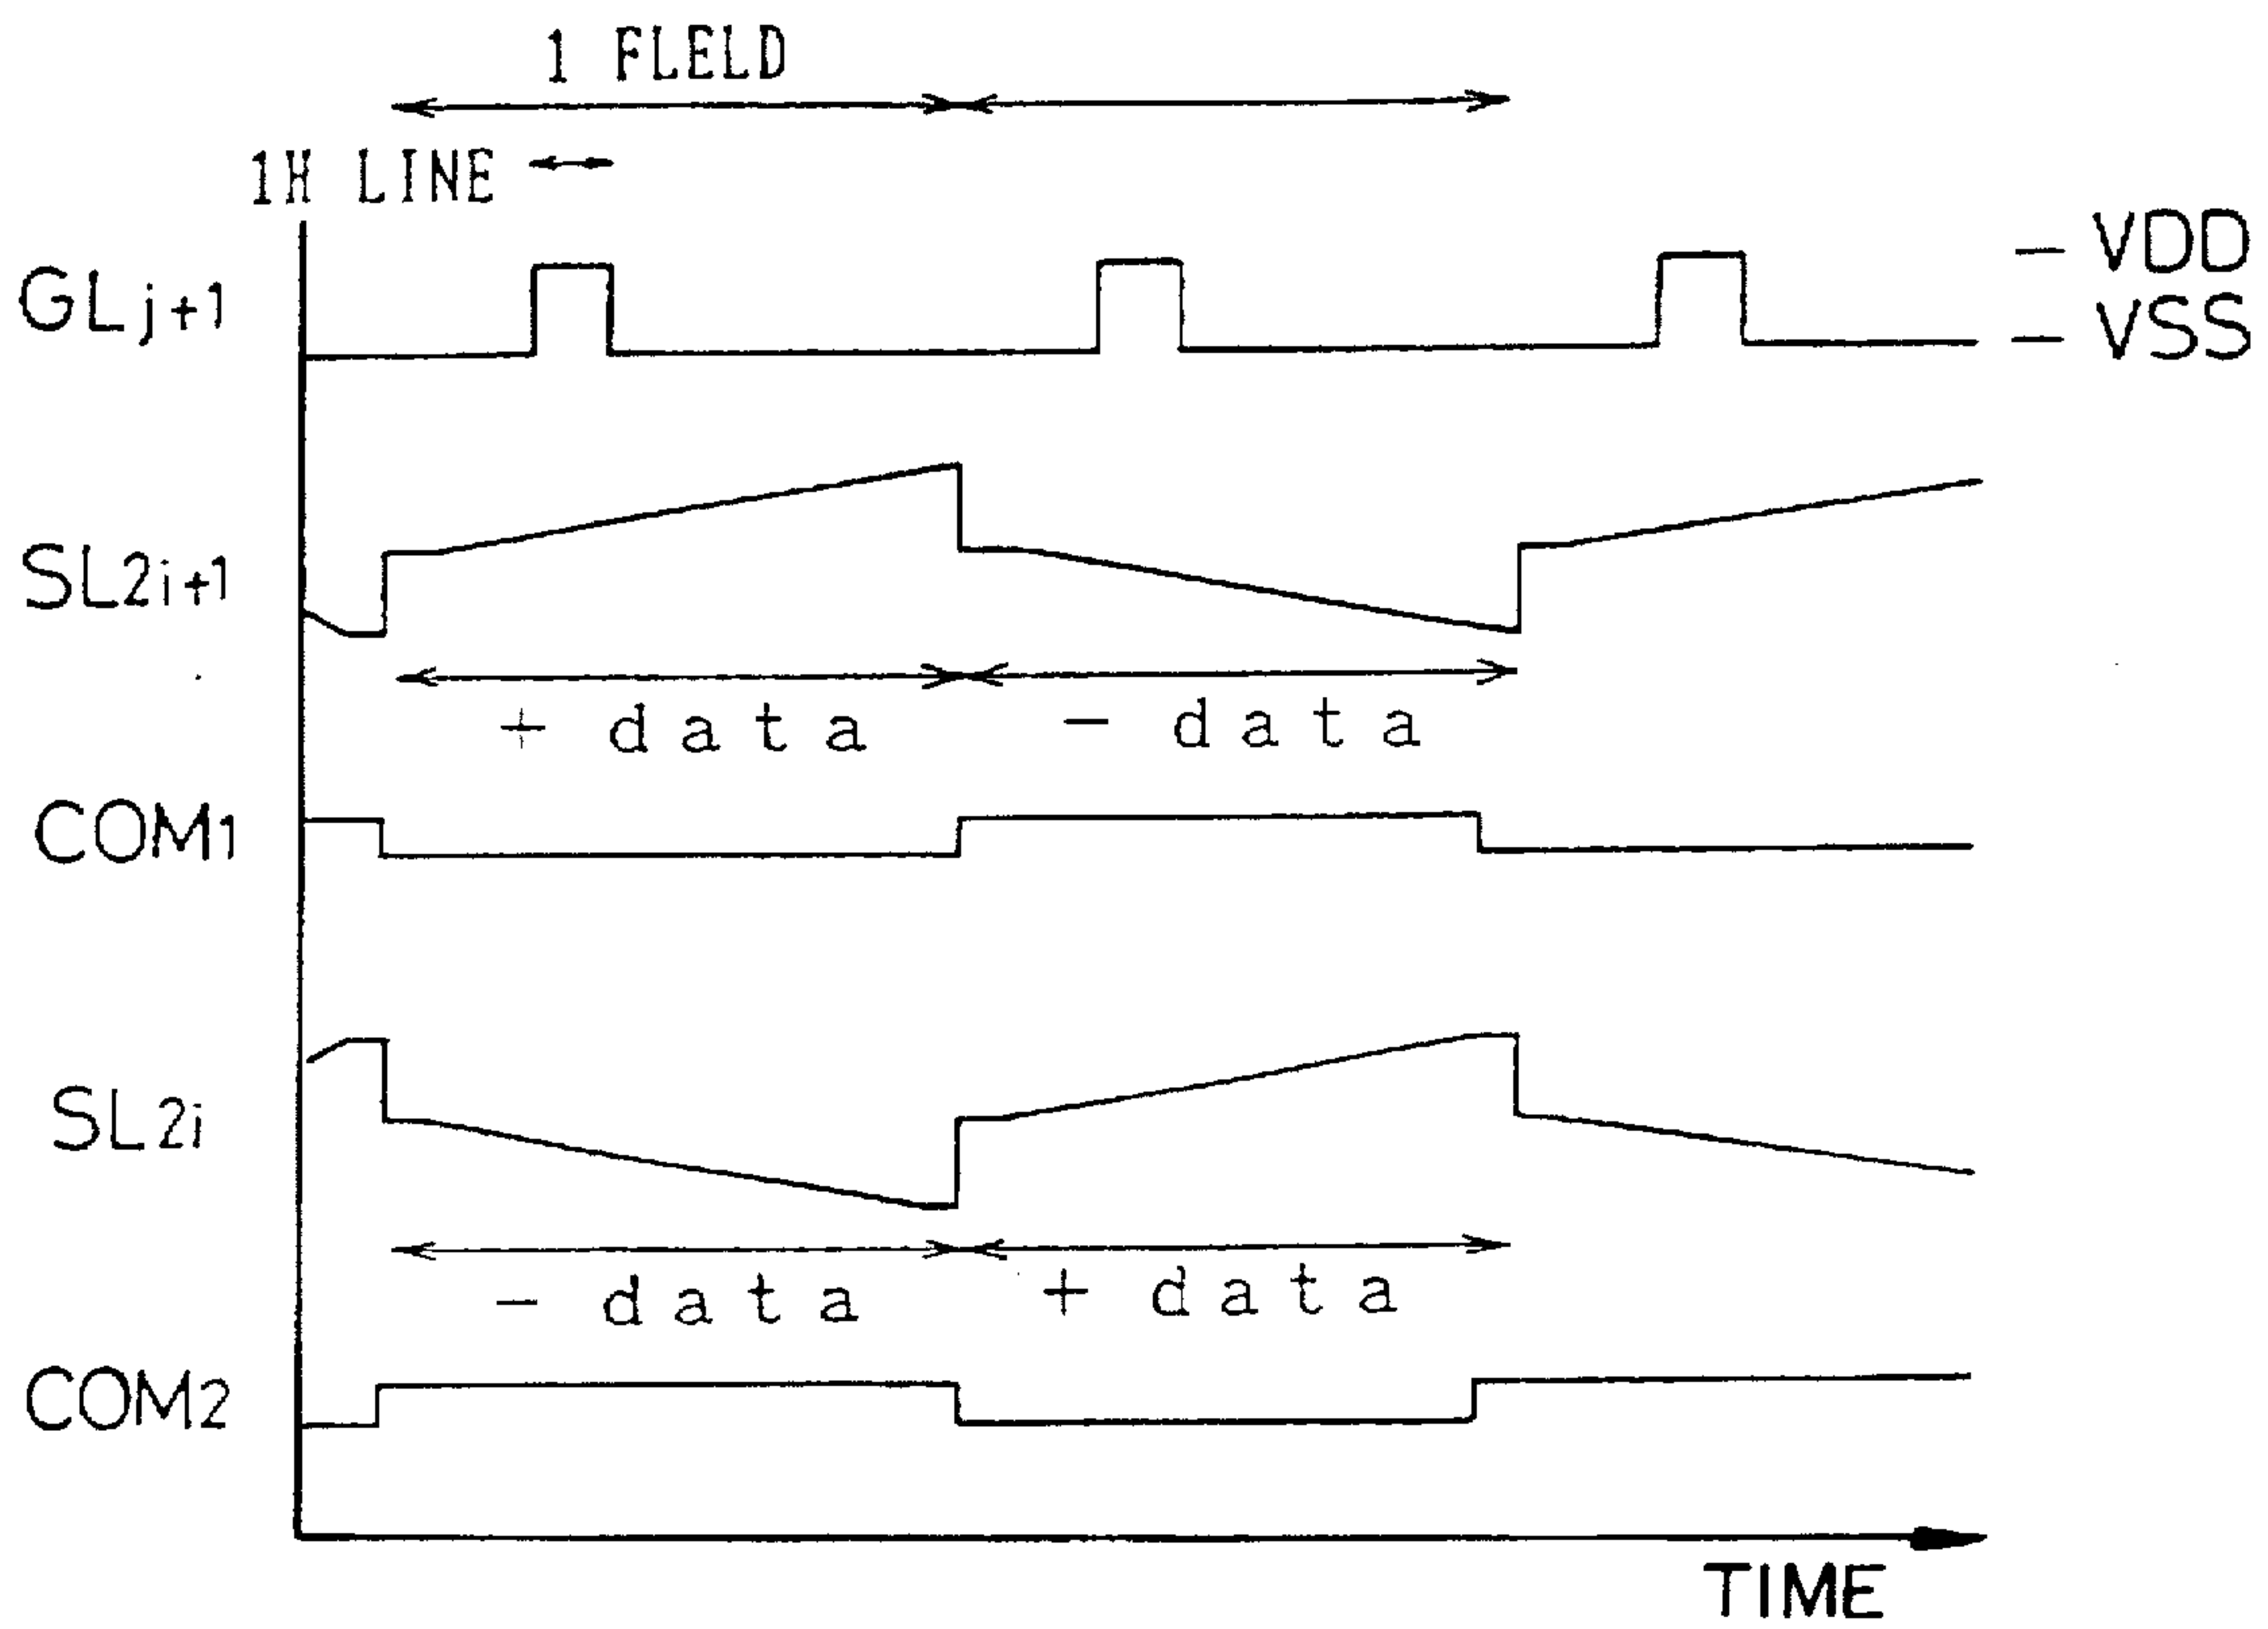 1 FLELD
1H LINE
GLj+1
- VDD
- VSS
SL2i+1
+ data
- data
COM1
SL2i
- data
+ data
COM2
TIME